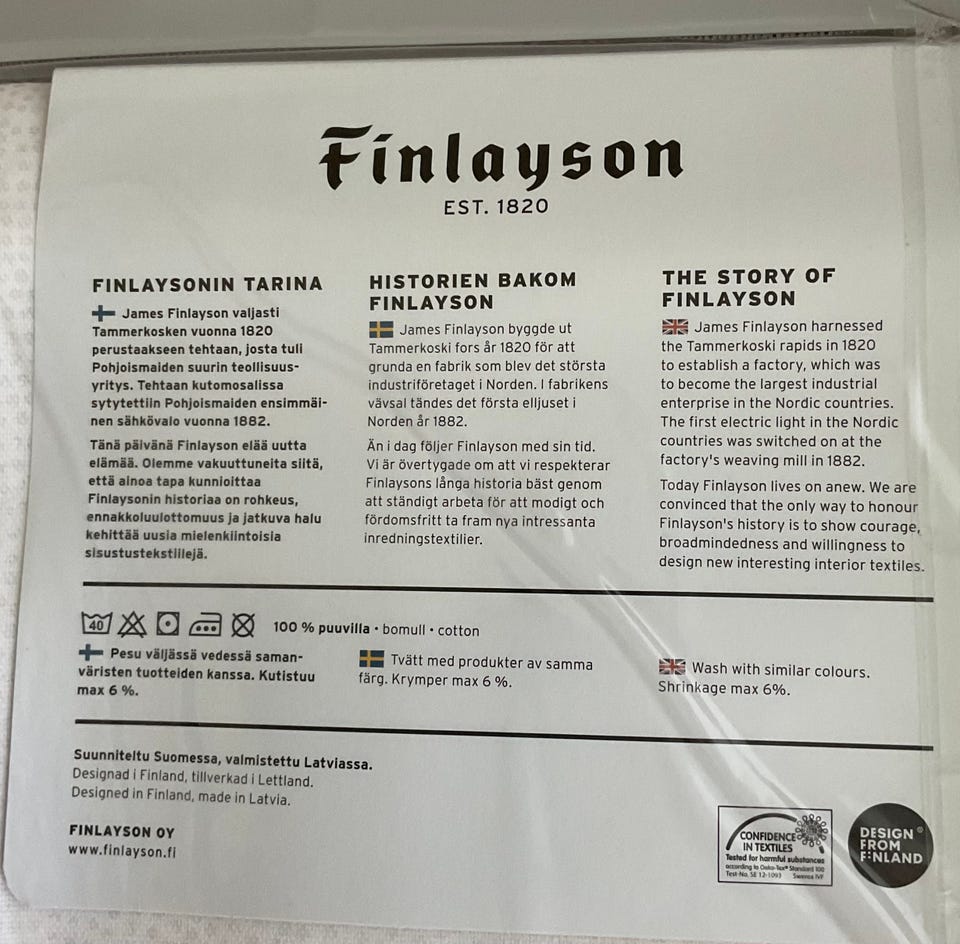 Finlayson
EST. 1820
FINLAYSONIN TARINA
James Finlayson valjasti
Tammerkosken vuonna 1820
perustaakseen tehtaan, josta tuli
Pohjoismaiden suurin teollisuus-
yritys. Tehtaan kutomosalissa
sytytettiin Pohjoismaiden ensimmäi-
nen sähkövalo vuonna 1882.
Tänä päivänä Finlayson elää uutta
elämää. Olemme vakuuttuneita siitä,
että ainoa tapa kunnioittaa
Finlaysonin historiaa on rohkeus,
ennakkoluulottomuus ja jatkuva halu
kehittää uusia mielenkiintoisia
sisustustekstiilejä.
HISTORIEN BAKOM
FINLAYSON
James Finlayson byggde ut
Tammerkoski fors år 1820 för att
grunda en fabrik som blev det största
industriföretaget i Norden. I fabrikens
vävsal tändes det första elljuset i
Norden år 1882.
Än i dag följer Finlayson med sin tid.
Vi är övertygade om att vi respekterar
Finlaysons långa historia bäst genom
att ständigt arbeta för att modigt och
fördomsfritt ta fram nya intressanta
inredningstextilier.
THE STORY OF
FINLAYSON
James Finlayson harnessed
the Tammerkoski rapids in 1820
to establish a factory, which was
to become the largest industrial
enterprise in the Nordic countries.
The first electric light in the Nordic
countries was switched on at the
factory's weaving mill in 1882.
Today Finlayson lives on anew. We are
convinced that the only way to honour
Finlayson's history is to show courage,
broadmindedness and willingness to
design new interesting interior textiles.
40
100 % puuvilla • bomull • cotton
Pesu väljässä vedessä saman-
väristen tuotteiden kanssa. Kutistuu
max 6 %.
Tvätt med produkter av samma
färg. Krymper max 6 %.
Wash with similar colours.
Shrinkage max 6%.
Suunniteltu Suomessa, valmistettu Latviassa.
Designad i Finland, tillverkad i Lettland.
Designed in Finland, made in Latvia.
FINLAYSON OY
www.finlayson.fi
CONFIDENCE
IN TEXTILES
Tested for harmful substances
according to Oeko-Tex® Standard 100
Test-No. SE 12-1093 Swerea IVF
DESIGN ®
FROM
FINLAND